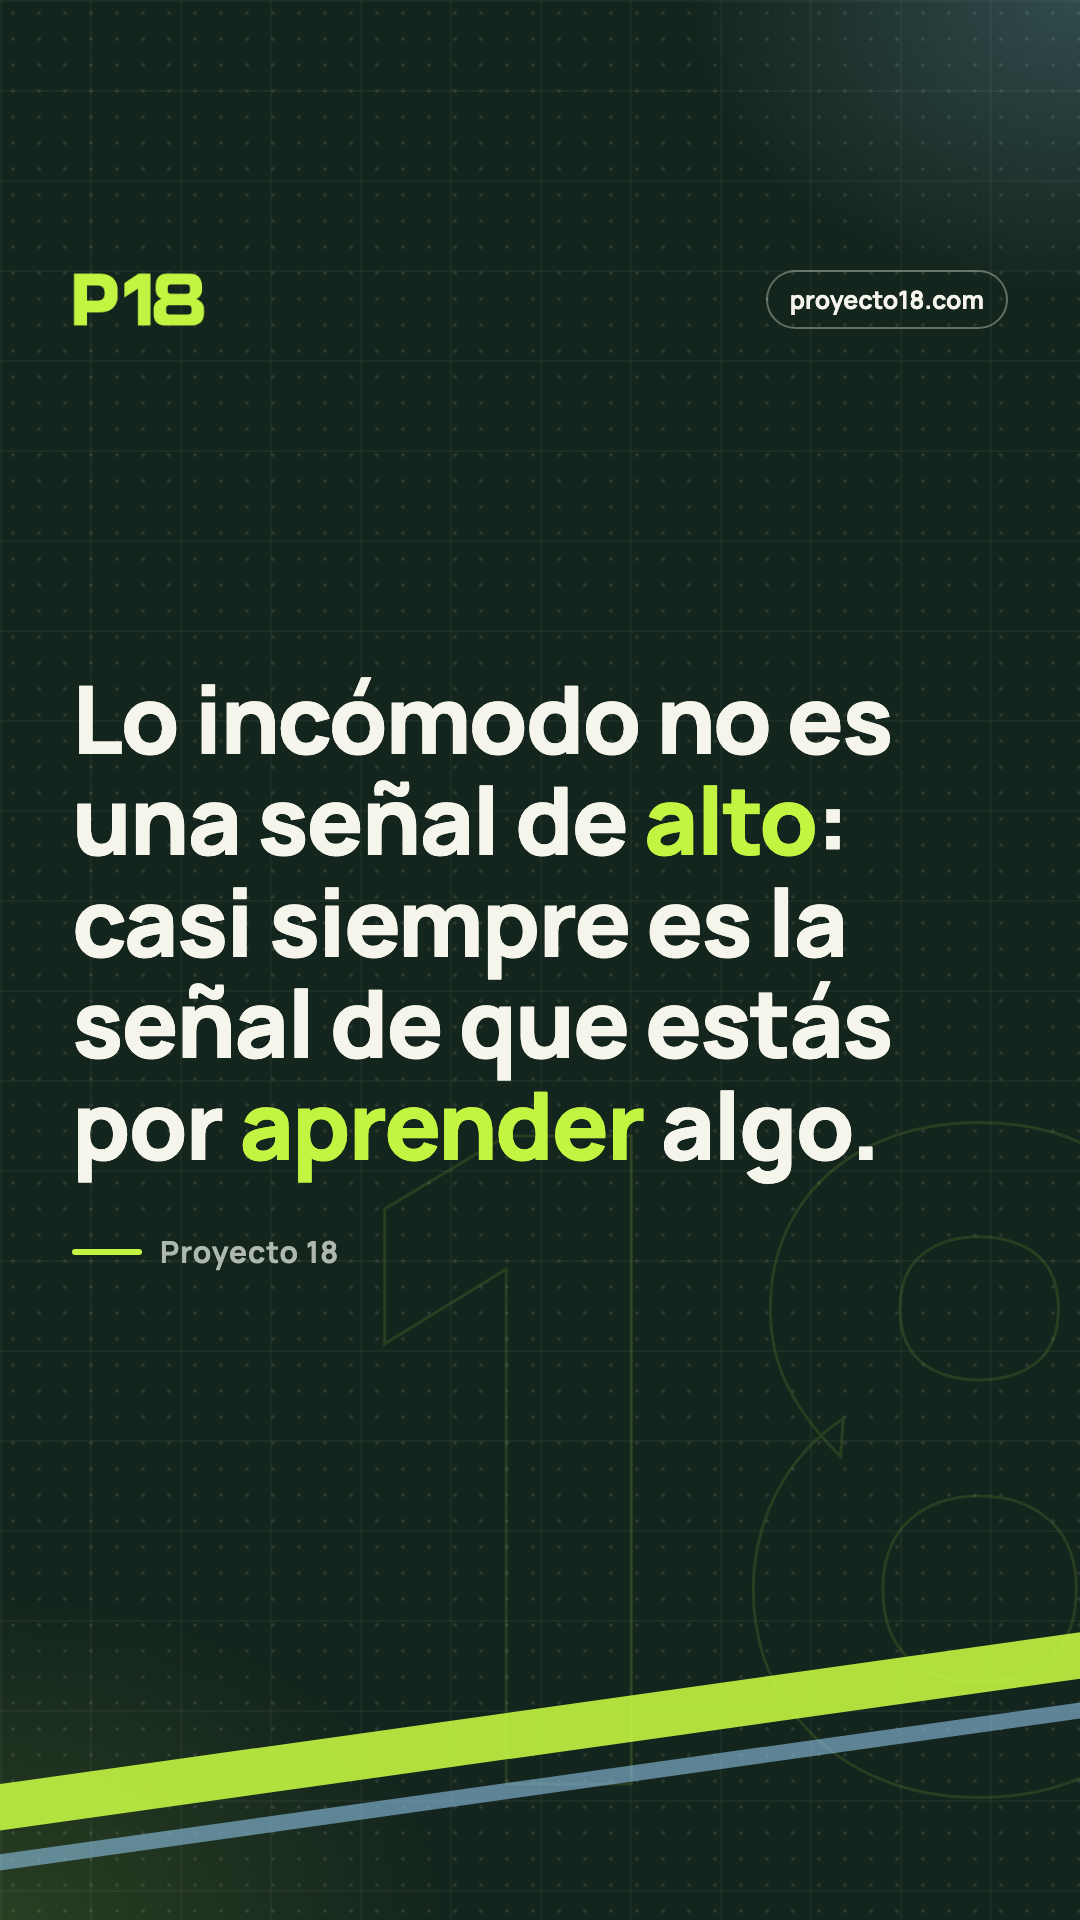 P18
proyecto18.com
Lo incómodo no es
una señal de alto:
casi siempre es la
señal de que estás
por aprender algo.
Proyecto 18
18